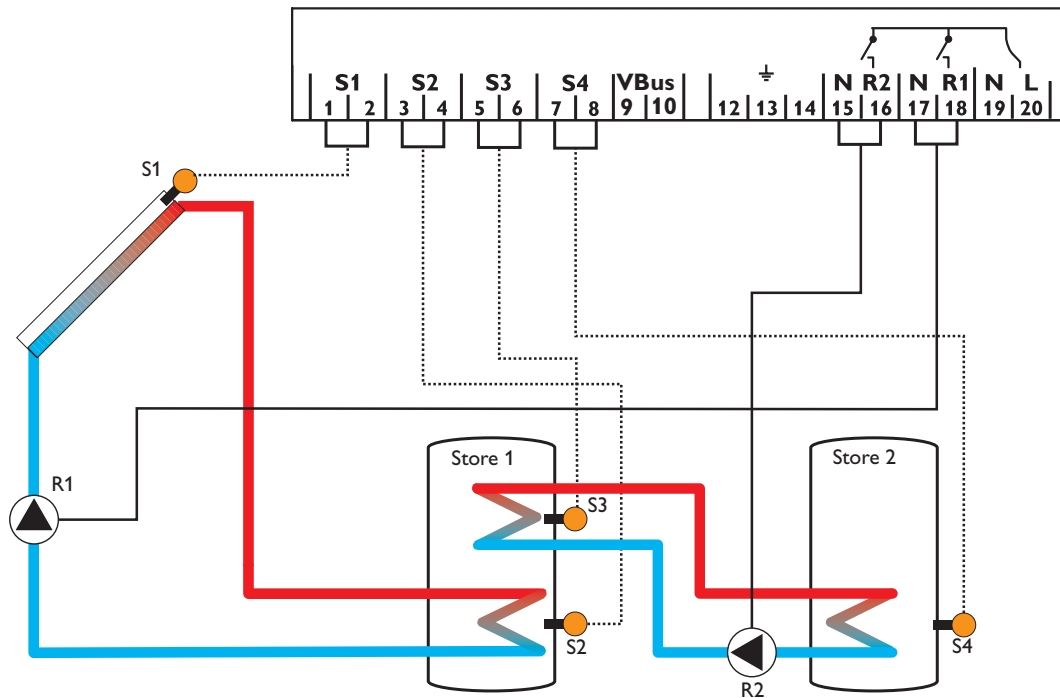 S1 S2 S3 S4 VBus N R2 N R1 N L
1 2 3 4 5 6 7 8 9 10 12 13 14 15 16 17 18 19 20
S1
Store 1
Store 2
R1
S3
S2
S4
R2